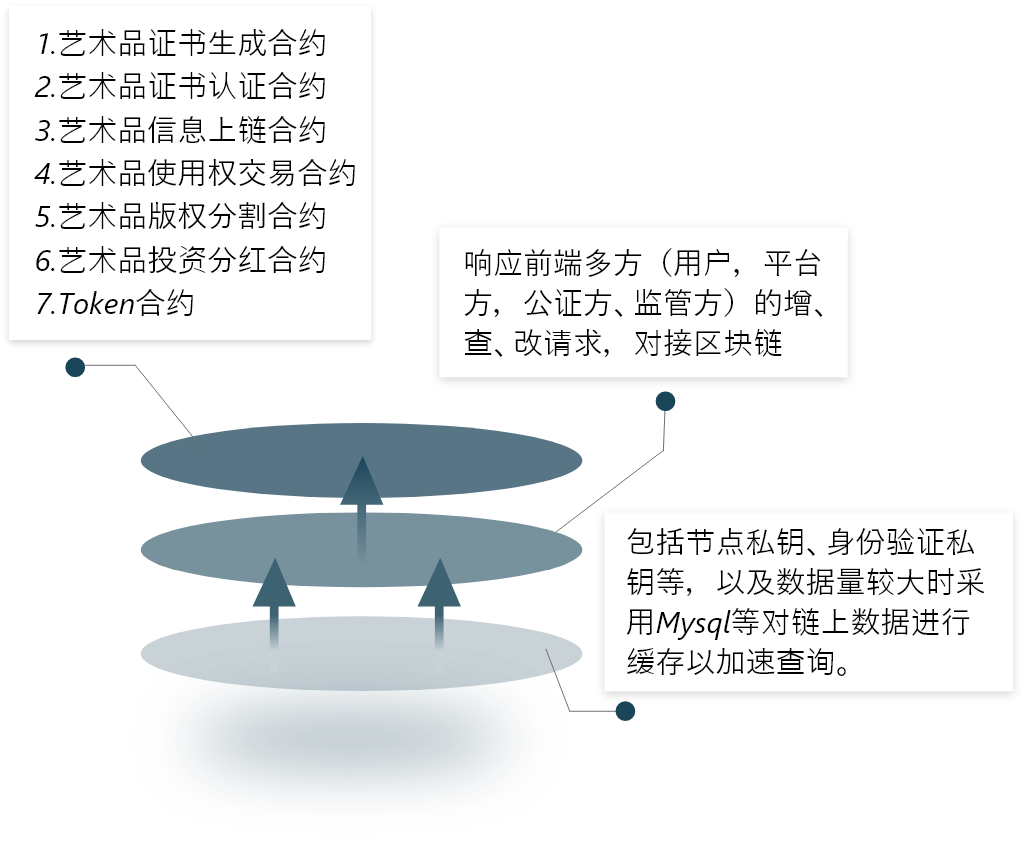 1.艺术品证书生成合约
2.艺术品证书认证合约
3.艺术品信息上链合约
4.艺术品使用权交易合约
5.艺术品版权分割合约
6.艺术品投资分红合约
7.Token合约
响应前端多方（用户，平台
方，公证方、监管方）的增、
查、改请求，对接区块链
包括节点私钥、身份验证私
钥等，以及数据量较大时采
用Mysql等对链上数据进行
缓存以加速查询。